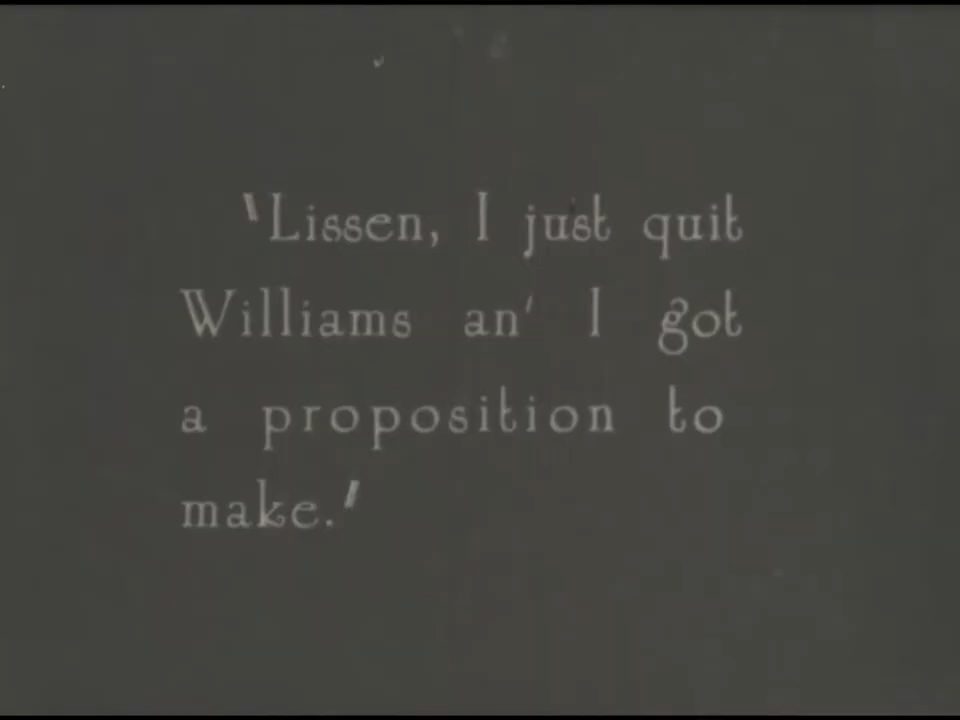 "Lissen, I just quit
Williams an' I got
a proposition to
make."